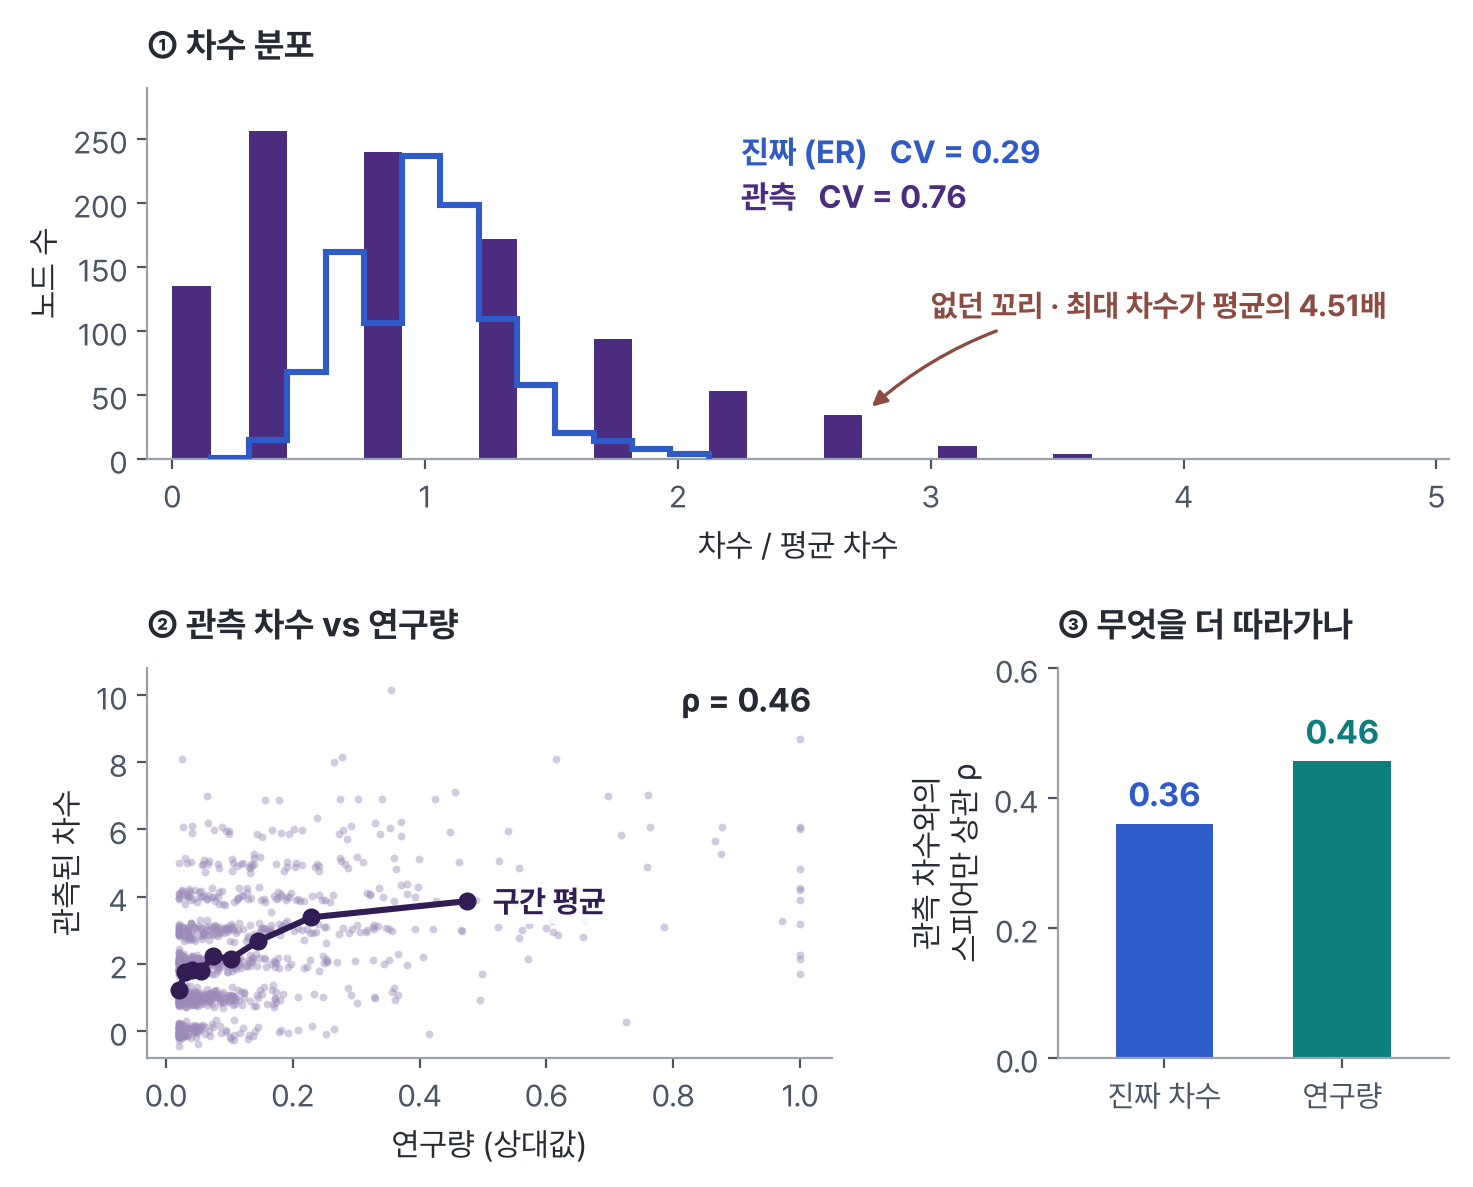 ① 차수 분포
노드 수
250
200
150
100
50
0
진짜 (ER) CV = 0.29
관측 CV = 0.76
없던 꼬리 · 최대 차수가 평균의 4.51배
0 1 2 3 4 5
차수 / 평균 차수
② 관측 차수 vs 연구량
관측된 차수
10
8
6
4
2
0
ρ = 0.46
구간 평균
0.0 0.2 0.4 0.6 0.8 1.0
연구량 (상대값)
③ 무엇을 더 따라가나
관측 차수와의
스피어만 상관 ρ
0.6
0.4
0.2
0.0
0.36
0.46
진짜 차수 연구량